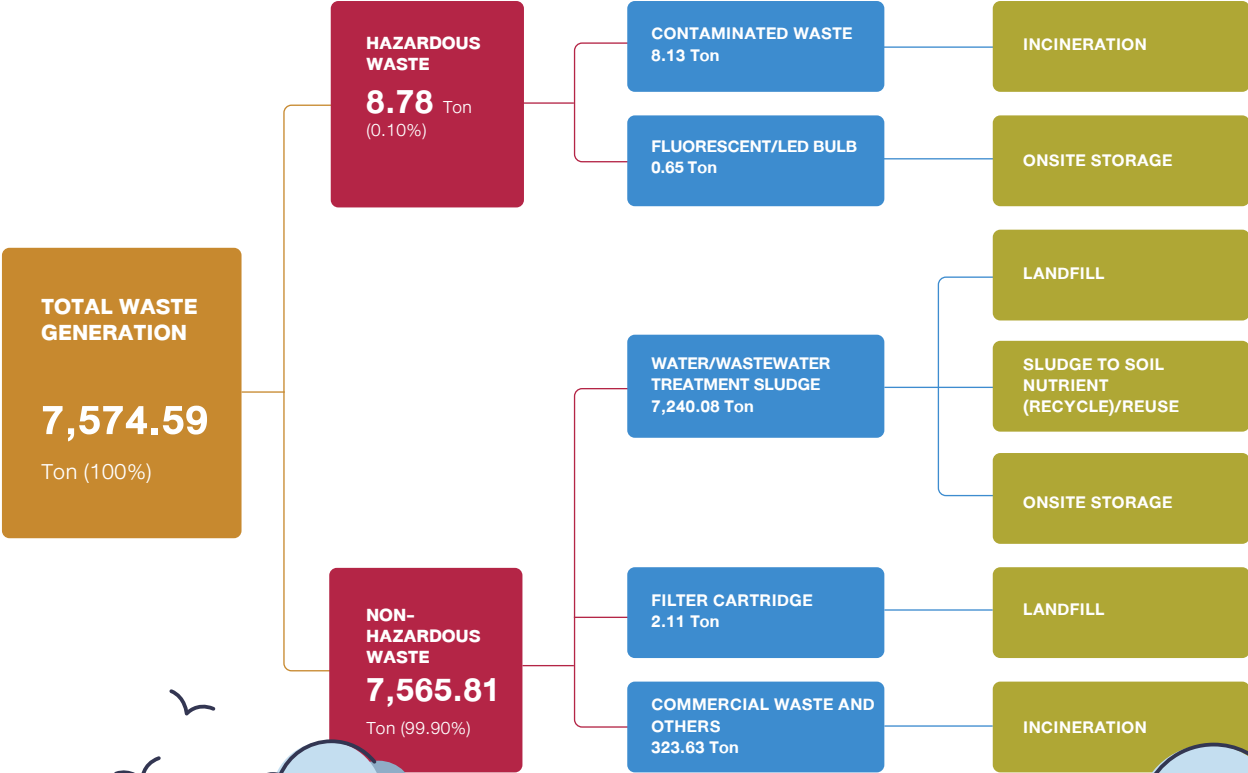 TOTAL WASTE
GENERATION
7,574.59
Ton (100%)
HAZARDOUS
WASTE
8.78 Ton
(0.10%)
CONTAMINATED WASTE
8.13 Ton
INCINERATION
FLUORESCENT/LED BULB
0.65 Ton
ONSITE STORAGE
NON-
HAZARDOUS
WASTE
7,565.81
Ton (99.90%)
WATER/WASTEWATER
TREATMENT SLUDGE
7,240.08 Ton
LANDFILL
SLUDGE TO SOIL
NUTRIENT
(RECYCLE)/REUSE
ONSITE STORAGE
FILTER CARTRIDGE
2.11 Ton
LANDFILL
COMMERCIAL WASTE AND
OTHERS
323.63 Ton
INCINERATION